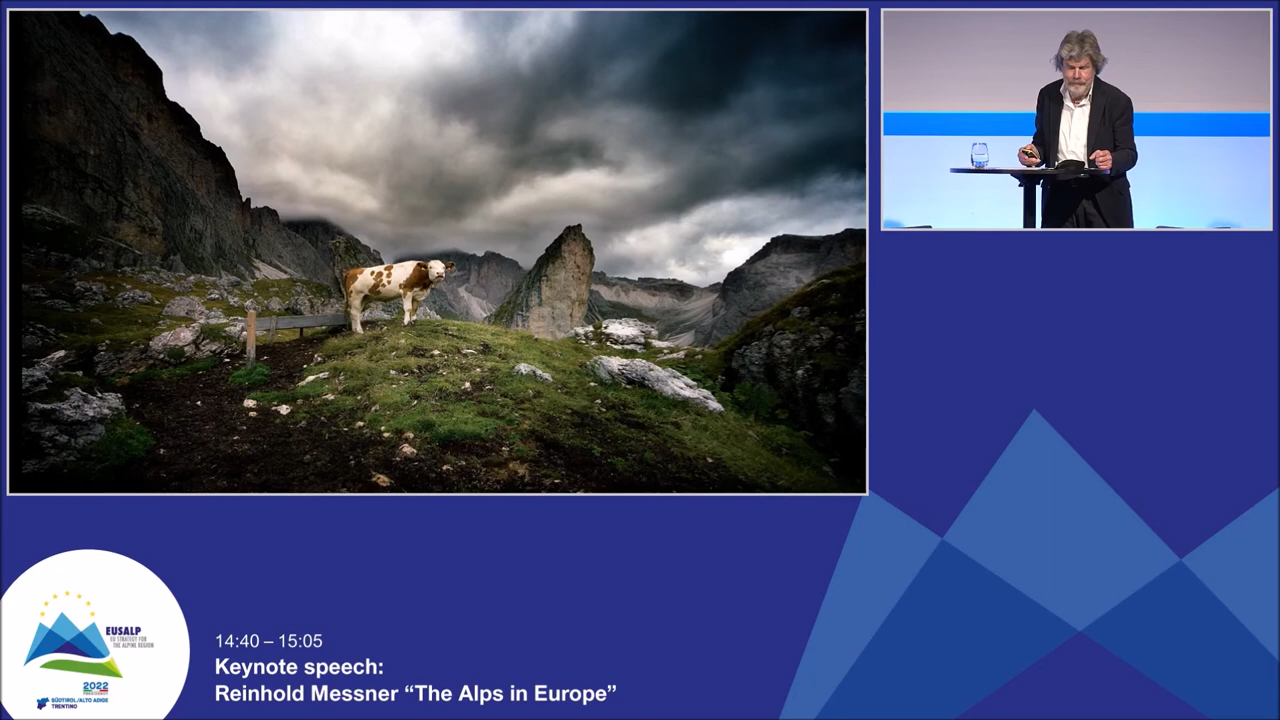 14:40 – 15:05
Keynote speech:
Reinhold Messner “The Alps in Europe”
EUSALP
EU STRATEGY FOR
THE ALPINE REGION
2022
PRESIDENCY
SÜDTIROL/ALTO ADIGE
TRENTINO